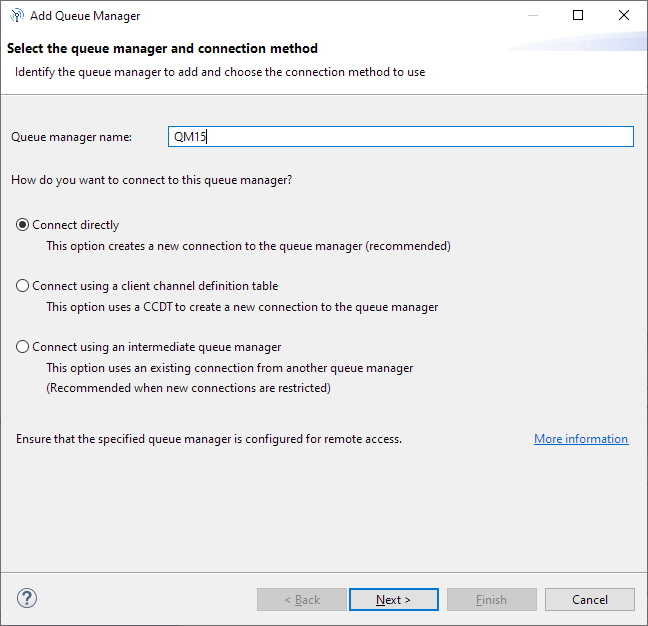 Add Queue Manager
Select the queue manager and connection method
Identify the queue manager to add and choose the connection method to use
Queue manager name: QM15
How do you want to connect to this queue manager?
Connect directly
This option creates a new connection to the queue manager (recommended)
Connect using a client channel definition table
This option uses a CCDT to create a new connection to the queue manager
Connect using an intermediate queue manager
This option uses an existing connection from another queue manager
(Recommended when new connections are restricted)
Ensure that the specified queue manager is configured for remote access. More information
? < Back Next > Finish Cancel